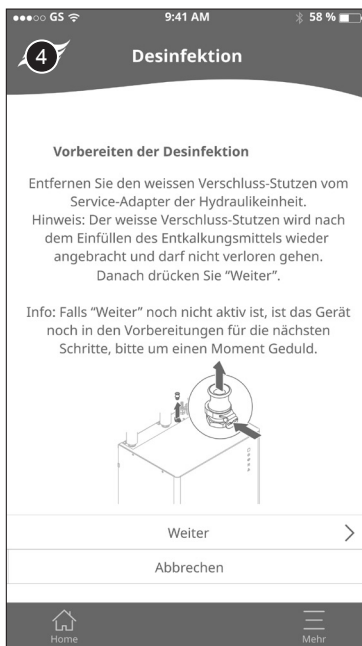 ●●●○○ GS 9:41 AM 58 %
4
Desinfektion
Vorbereiten der Desinfektion
Entfernen Sie den weissen Verschluss-Stutzen vom
Service-Adapter der Hydraulikeinheit.
Hinweis: Der weisse Verschluss-Stutzen wird nach
dem Einfüllen des Entkalkungsmittels wieder
angebracht und darf nicht verloren gehen.
Danach drücken Sie “Weiter”.
Info: Falls “Weiter” noch nicht aktiv ist, ist das Gerät
noch in den Vorbereitungen für die nächsten
Schritte, bitte um einen Moment Geduld.
Weiter
Abbrechen
Home Mehr